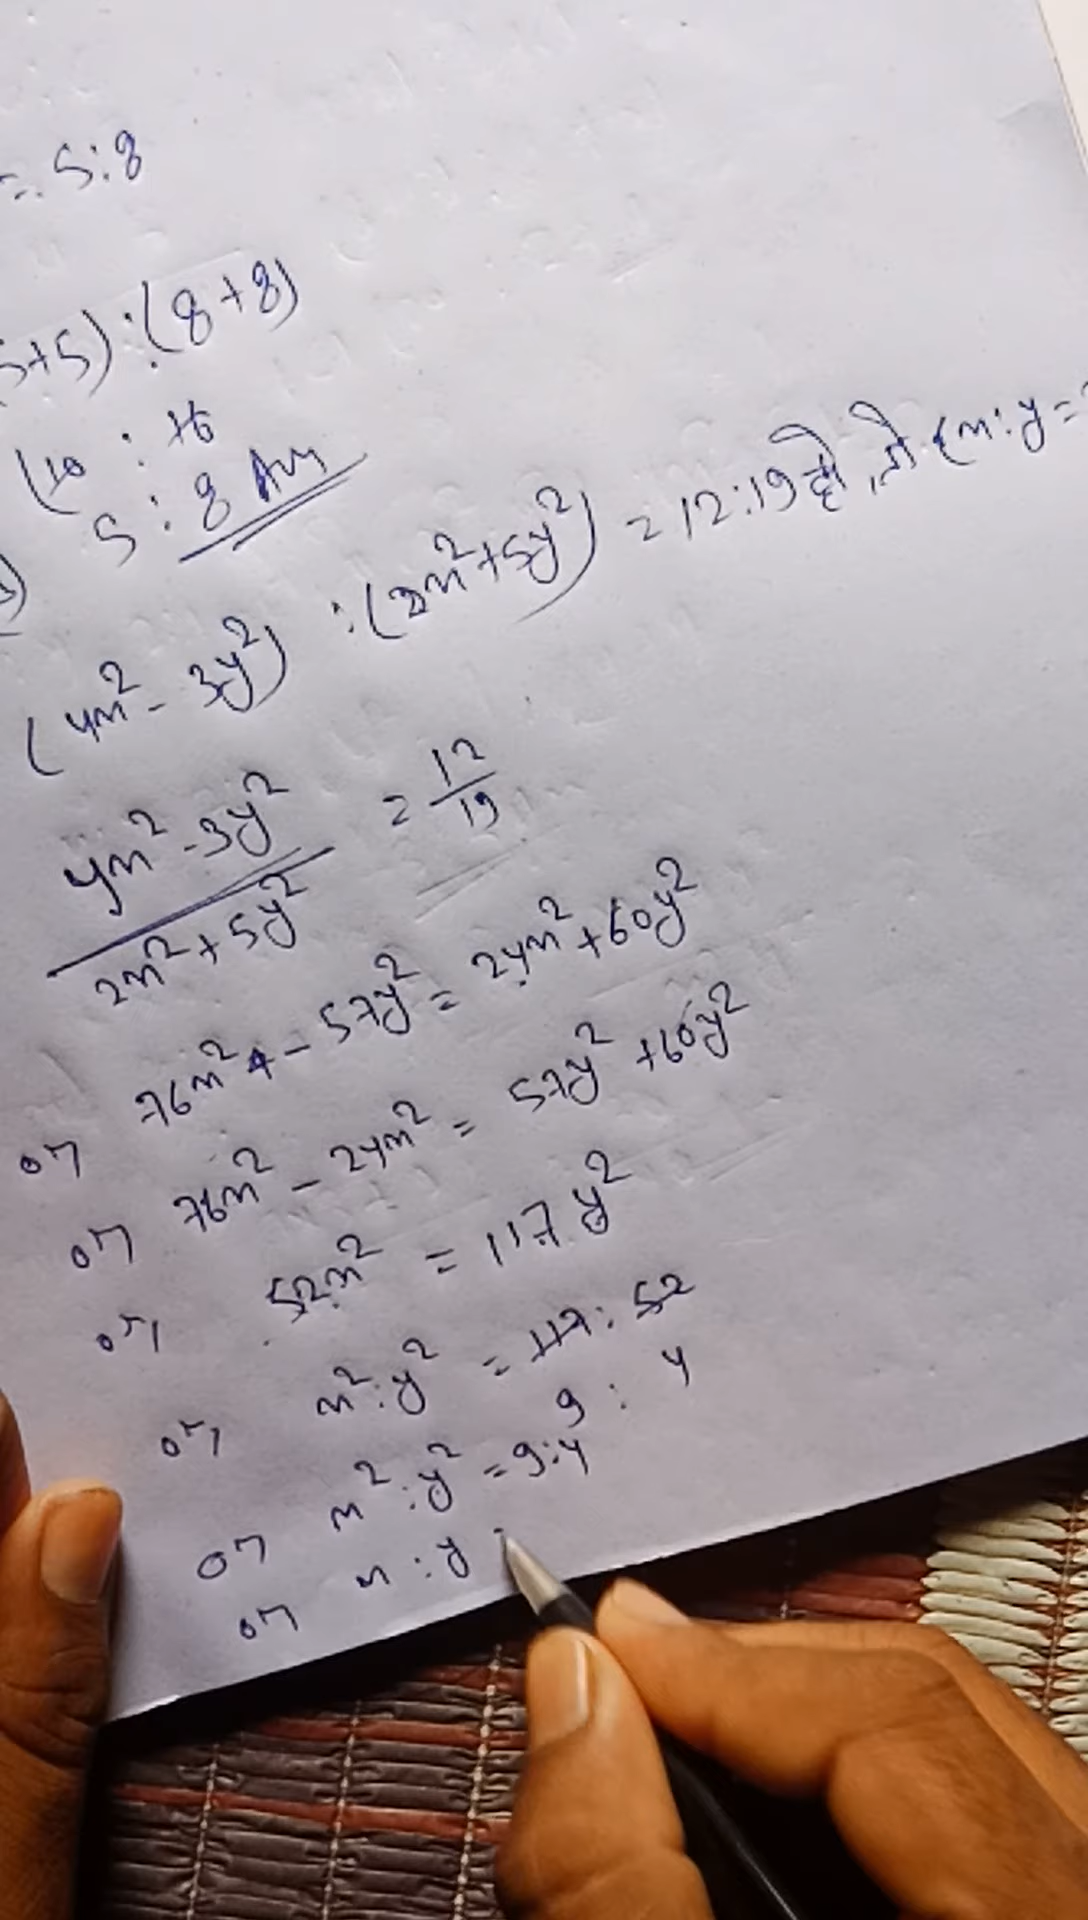 = 5:8
5+5):(8+8)
(10 : 16
5 : 8 Ans
(4x² - 3y²) : (2x²+5y²) = 12:19 हो, तो (x:y=?
4x² - 3y² / 2x² + 5y² = 12/19
or 76x² - 57y² = 24x² + 60y²
or 76x² - 24x² = 57y² + 60y²
or 52x² = 117y²
or x² : y² = 117 : 52
9 : 4
or x² : y² = 9:4
or x : y